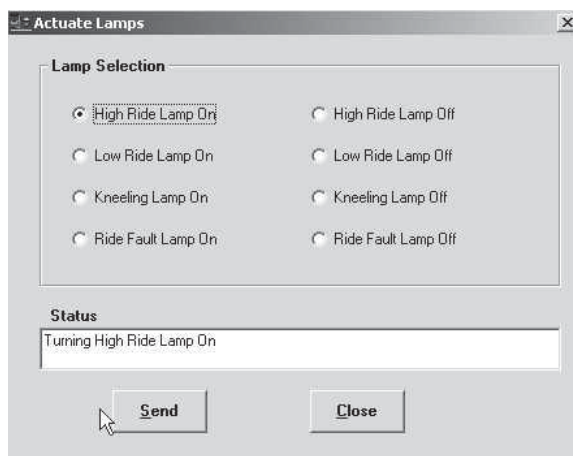 Actuate Lamps
Lamp Selection
High Ride Lamp On
High Ride Lamp Off
Low Ride Lamp On
Low Ride Lamp Off
Kneeling Lamp On
Kneeling Lamp Off
Ride Fault Lamp On
Ride Fault Lamp Off
Status
Turning High Ride Lamp On
Send
Close